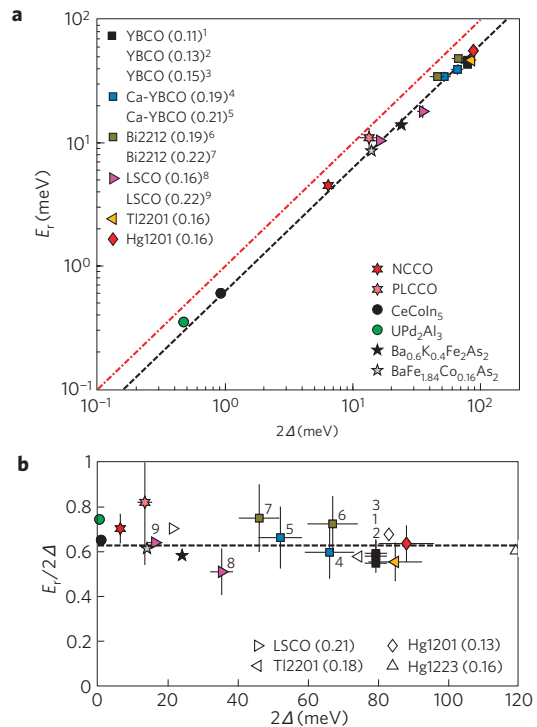 a
10²
YBCO (0.11)¹
YBCO (0.13)²
YBCO (0.15)³
Ca-YBCO (0.19)⁴
Ca-YBCO (0.21)⁵
Bi2212 (0.19)⁶
Bi2212 (0.22)⁷
LSCO (0.16)⁸
LSCO (0.22)⁹
Tl2201 (0.16)
Hg1201 (0.16)
10¹
Eᵣ (meV)
10⁰
NCCO
PLCCO
CeCoIn₅
UPd₂Al₃
Ba₀.₆K₀.₄Fe₂As₂
BaFe₁.₈₄Co₀.₁₆As₂
10⁻¹
10⁻¹ 10⁰ 10¹ 10²
2Δ (meV)
b
1
0.8
0.6
0.4
0.2
0
Eᵣ/2Δ
9 8 7 5 6 4 3
1
2
LSCO (0.21) Hg1201 (0.13)
Tl2201 (0.18) Hg1223 (0.16)
0 20 40 60 80 100 120
2Δ (meV)